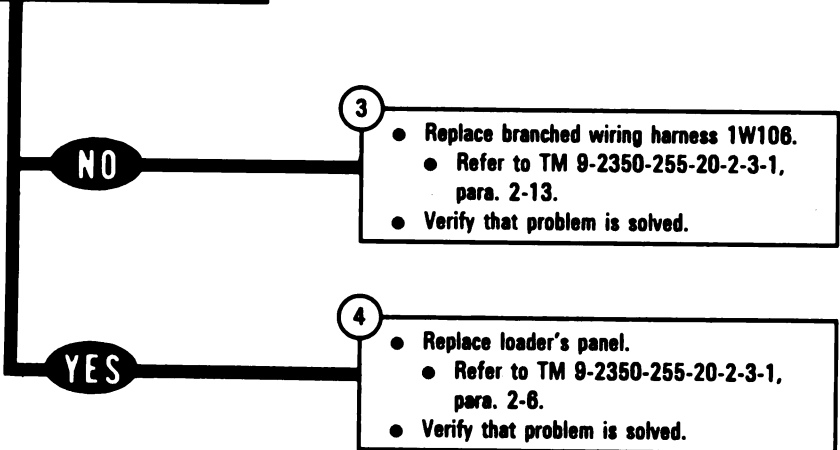 3
NO
● Replace branched wiring harness 1W106.
● Refer to TM 9-2350-255-20-2-3-1,
para. 2-13.
● Verify that problem is solved.
4
YES
● Replace loader's panel.
● Refer to TM 9-2350-255-20-2-3-1,
para. 2-6.
● Verify that problem is solved.